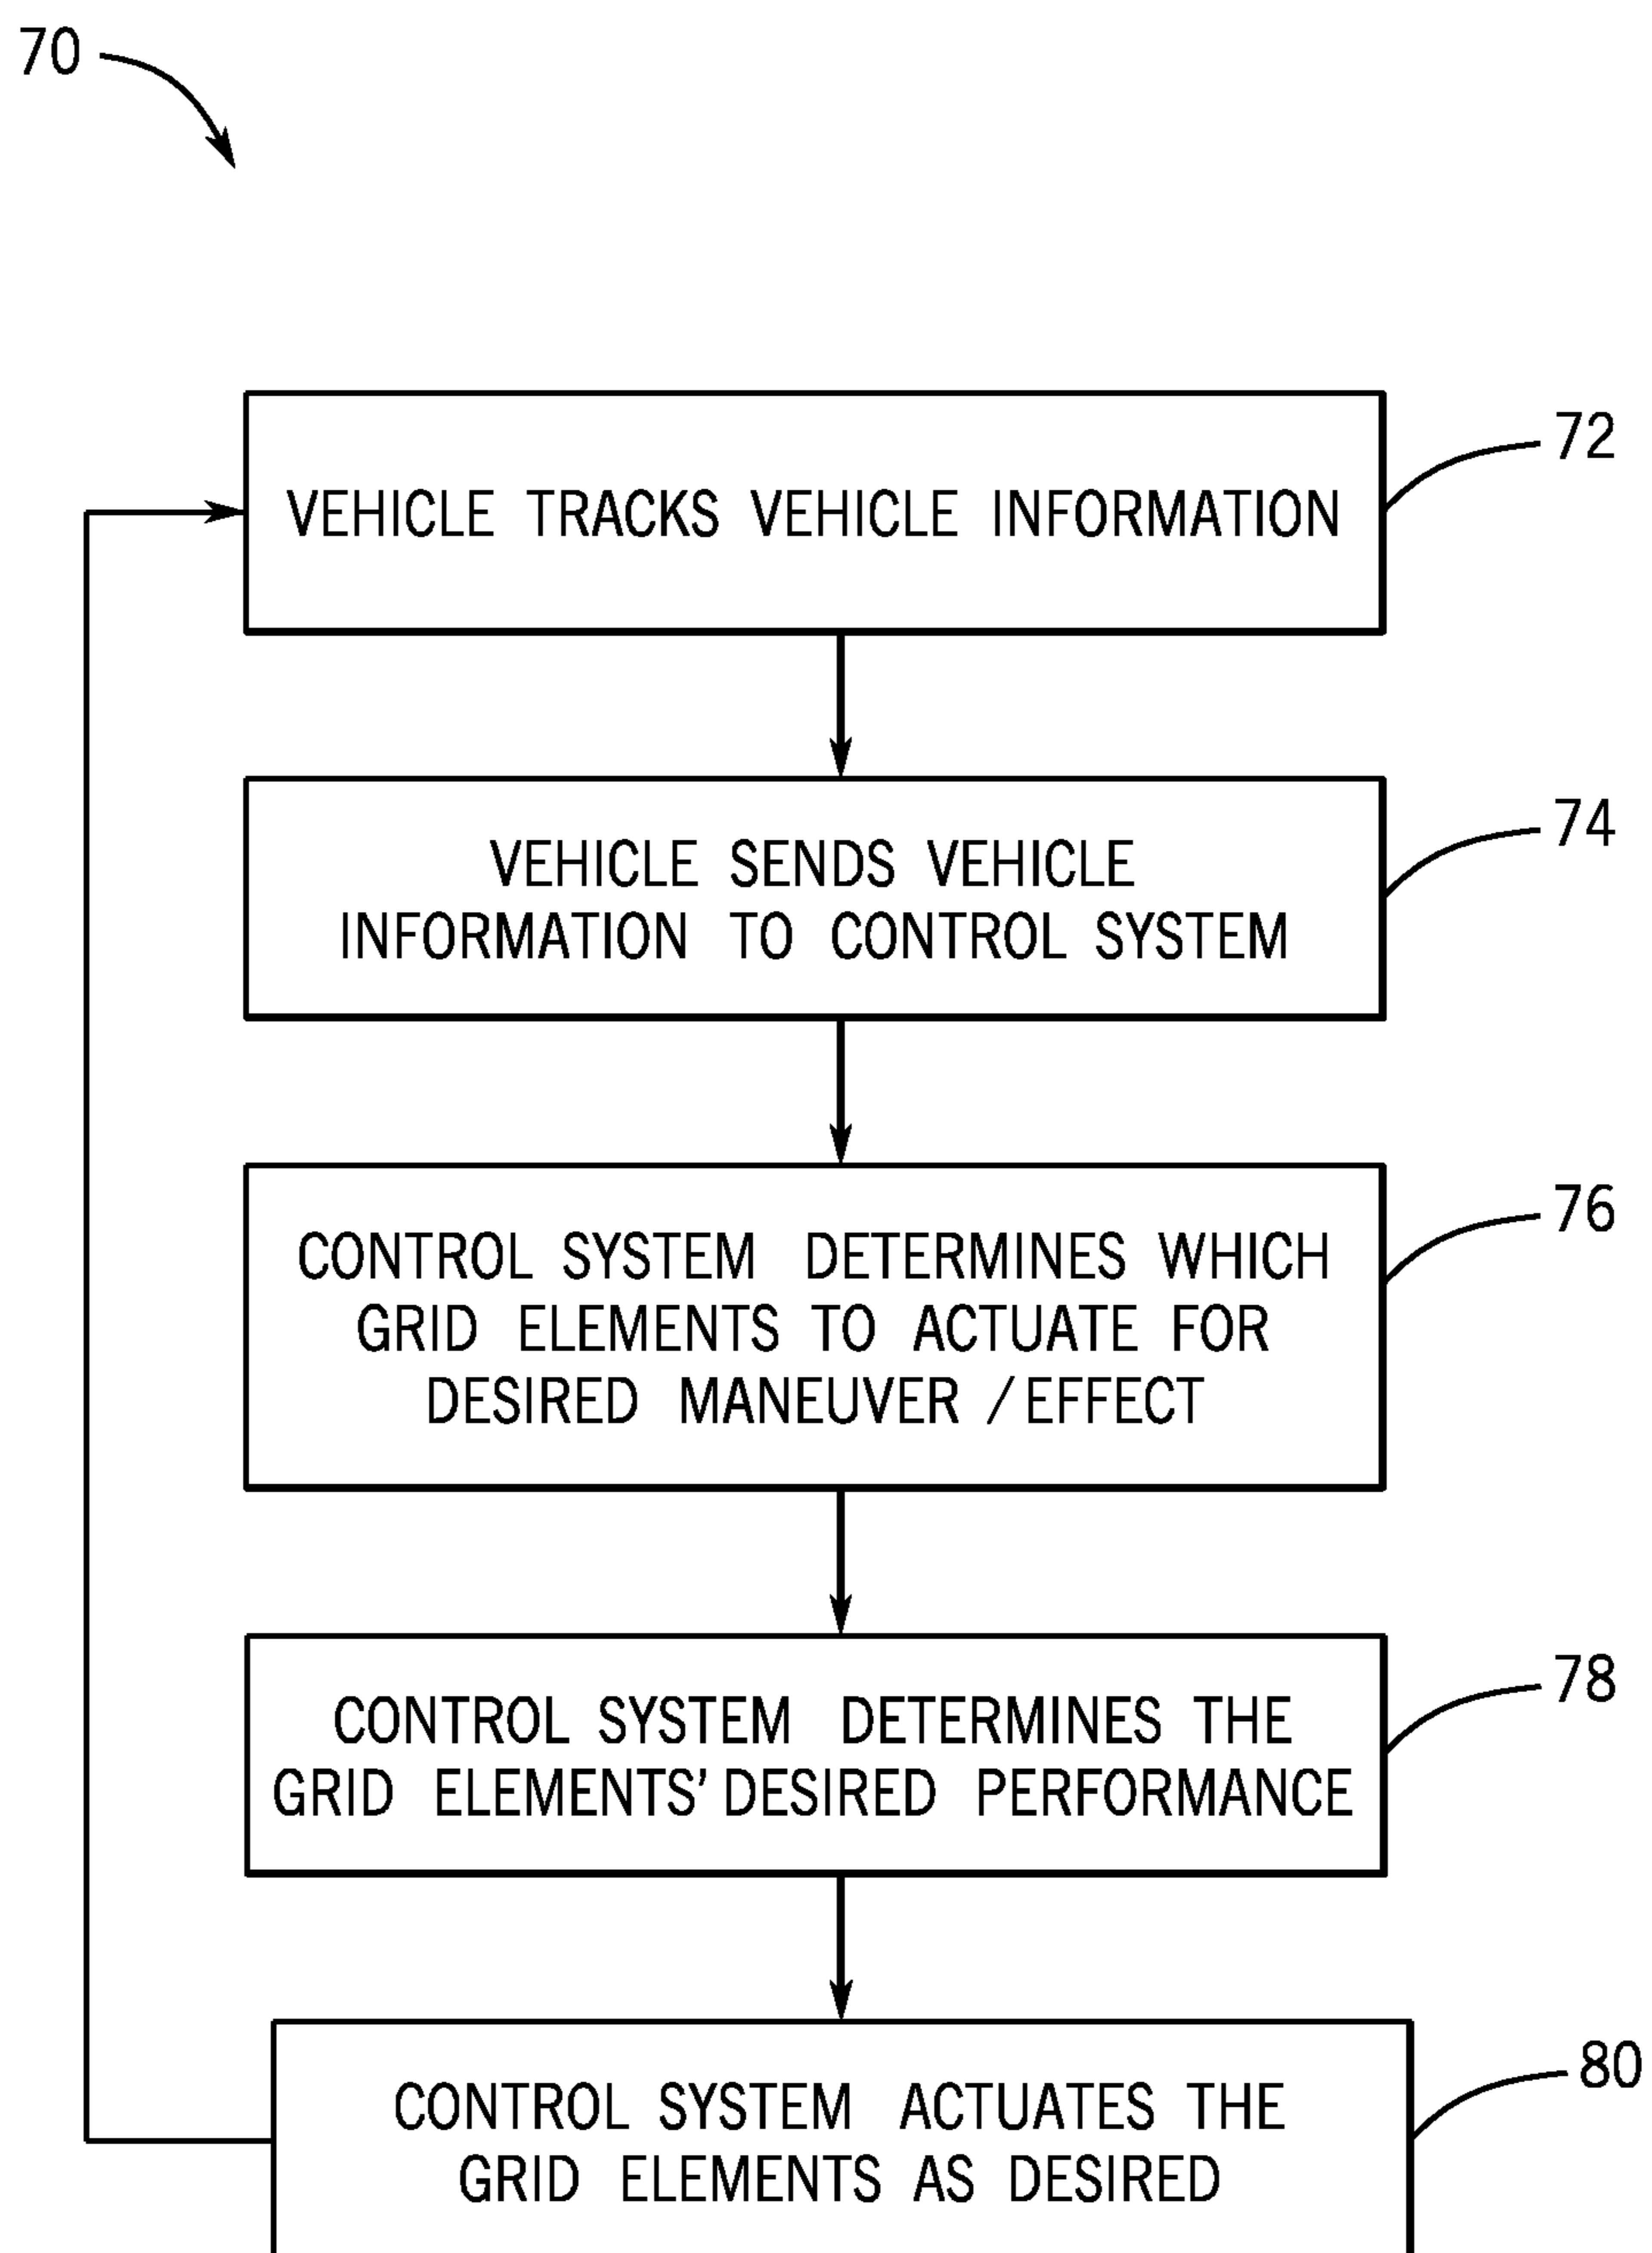 70
VEHICLE TRACKS VEHICLE INFORMATION
72
VEHICLE SENDS VEHICLE
INFORMATION TO CONTROL SYSTEM
74
CONTROL SYSTEM DETERMINES WHICH
GRID ELEMENTS TO ACTUATE FOR
DESIRED MANEUVER /EFFECT
76
CONTROL SYSTEM DETERMINES THE
GRID ELEMENTS' DESIRED PERFORMANCE
78
CONTROL SYSTEM ACTUATES THE
GRID ELEMENTS AS DESIRED
80